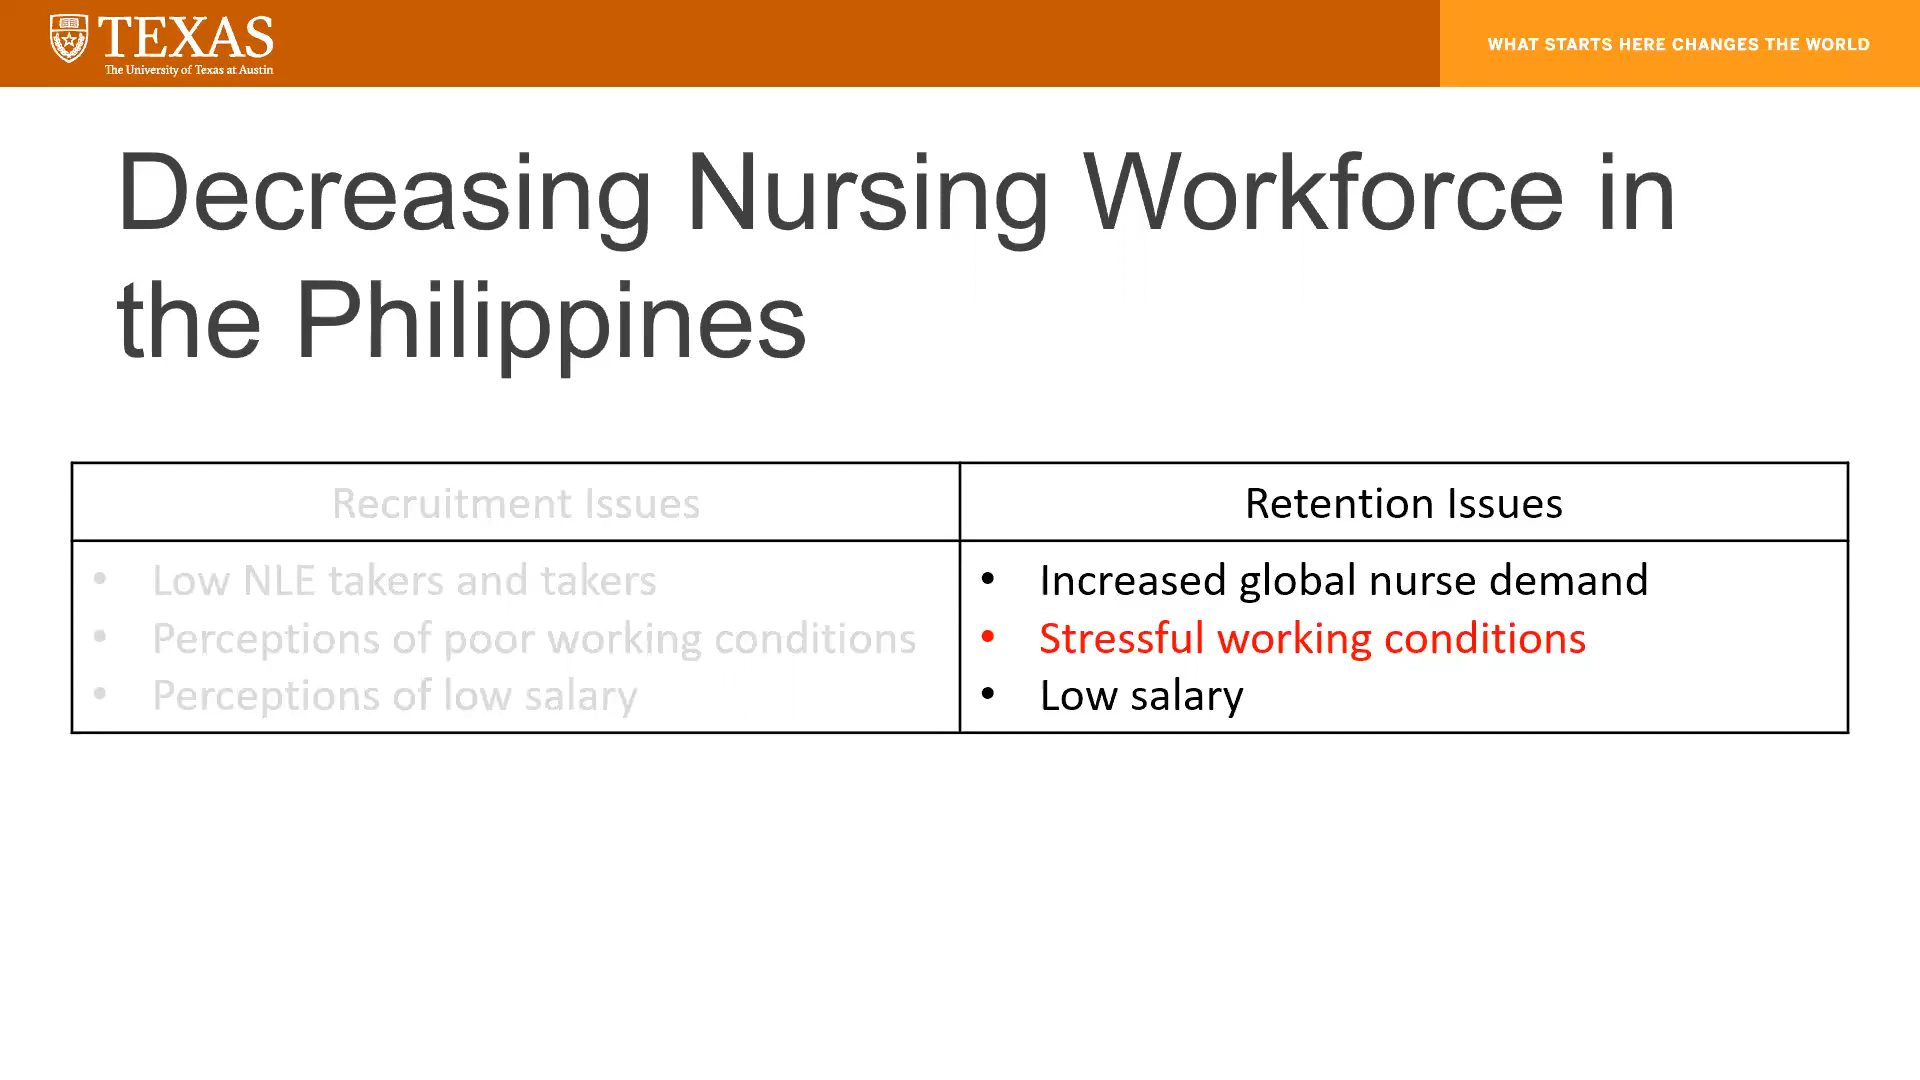 TEXAS
The University of Texas at Austin
WHAT STARTS HERE CHANGES THE WORLD
Decreasing Nursing Workforce in
the Philippines
Recruitment Issues
• Low NLE takers and takers
• Perceptions of poor working conditions
• Perceptions of low salary
Retention Issues
• Increased global nurse demand
• Stressful working conditions
• Low salary